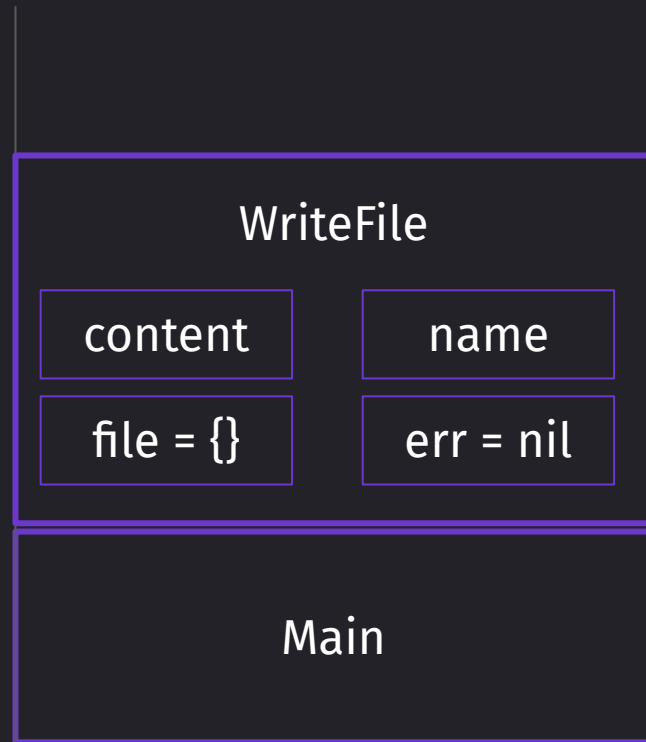 WriteFile
content name
file = {} err = nil
Main